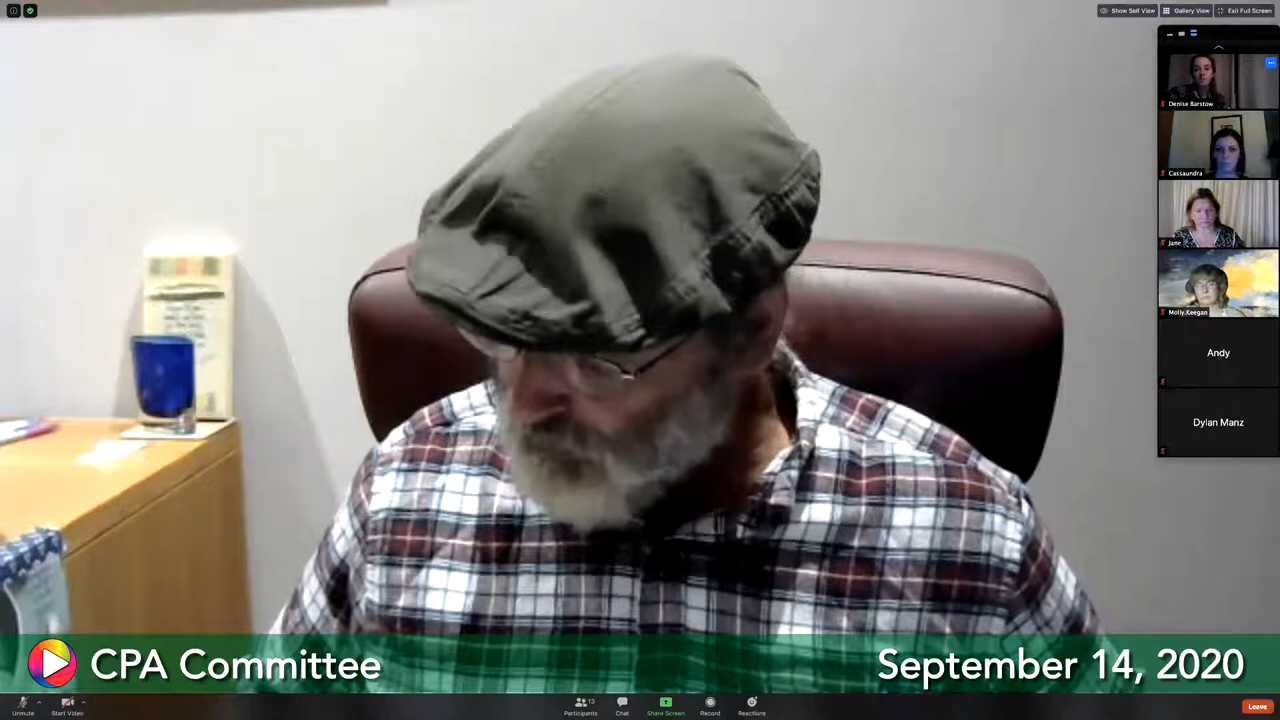 Show Self View
Gallery View
Exit Full Screen
Denise Barstow
Cassaundra
Jane
Molly.Keegan
Andy
Dylan Manz
CPA Committee
September 14, 2020
Unmute
Start Video
Participants
13
Chat
Share Screen
Record
Reactions
Leave